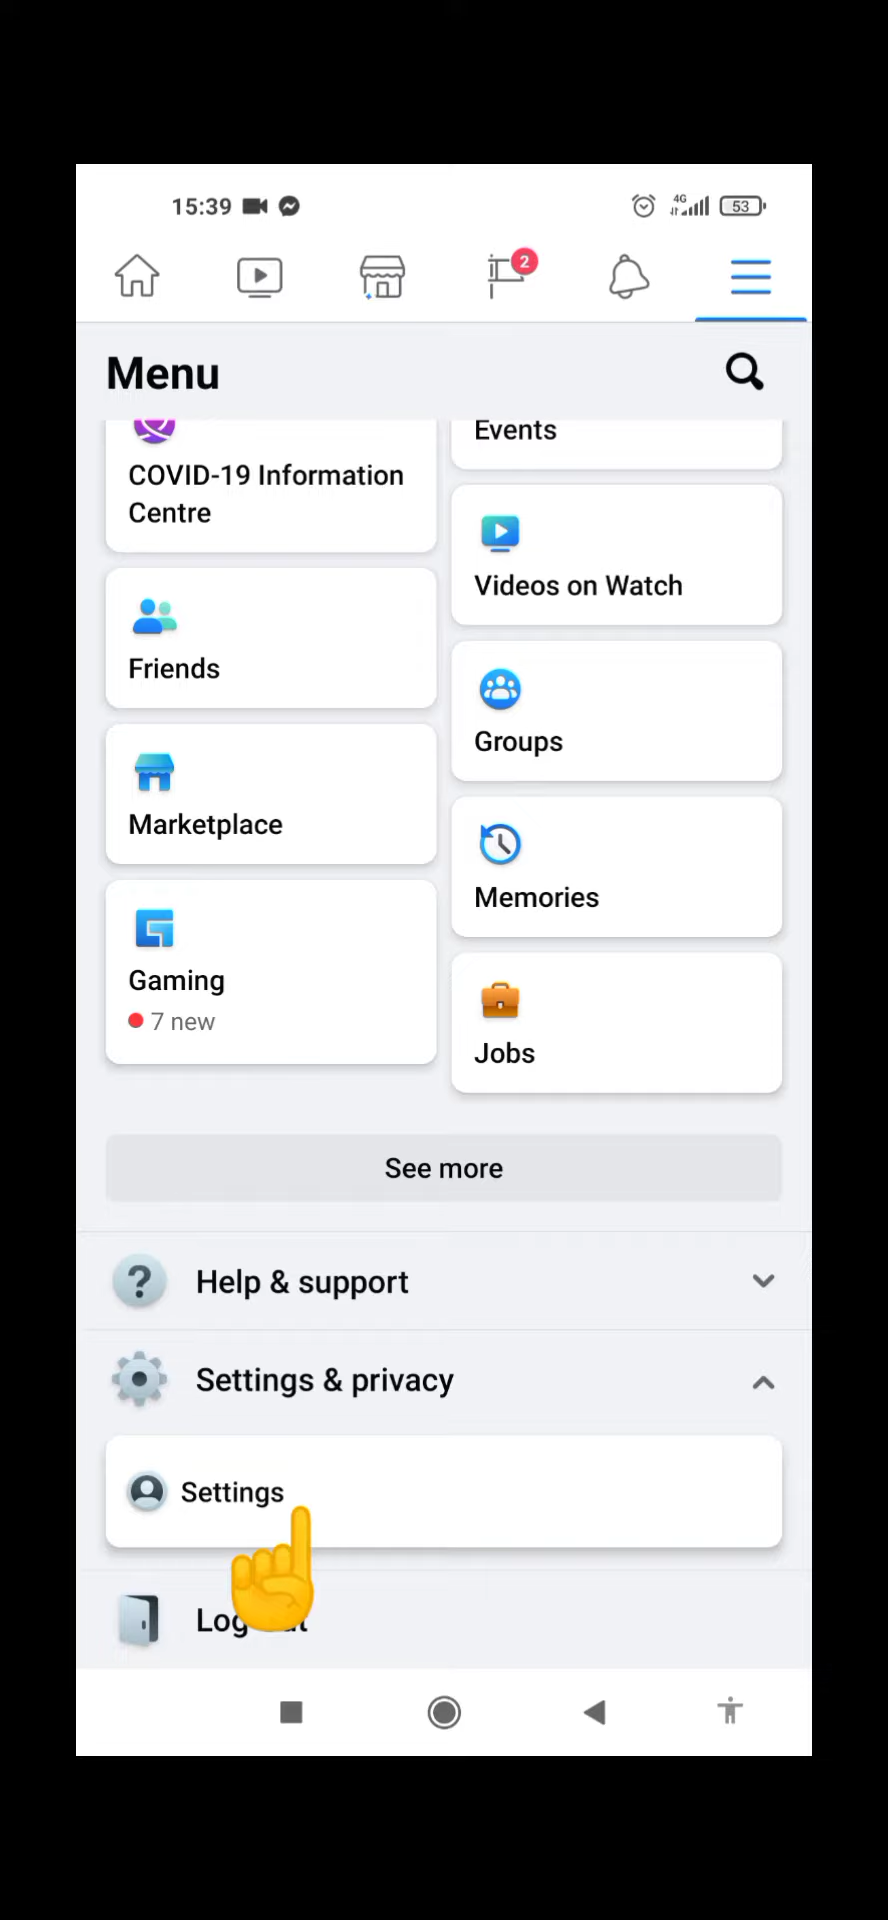 15:39
4G
53
2
Menu
COVID-19 Information
Centre
Events
Videos on Watch
Friends
Groups
Marketplace
Memories
Gaming
7 new
Jobs
See more
Help & support
Settings & privacy
Settings